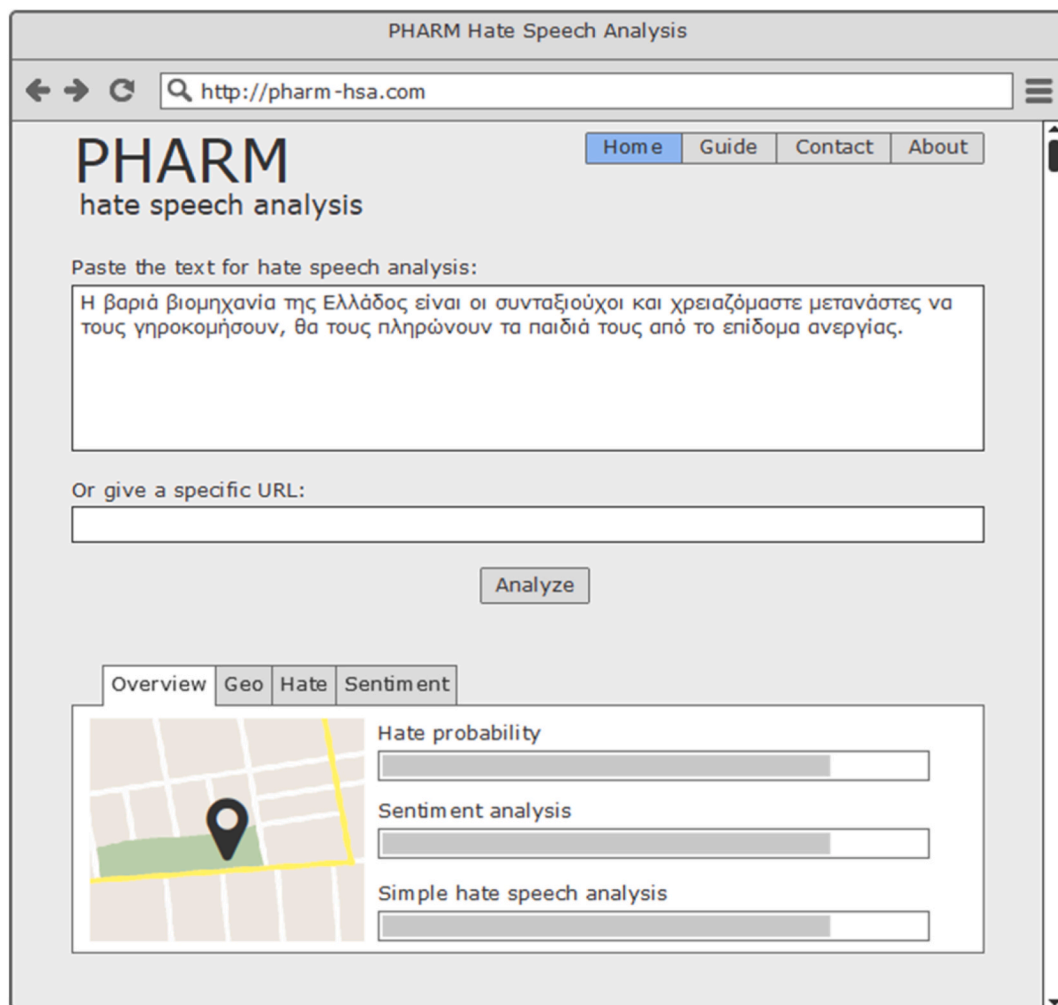 PHARM Hate Speech Analysis
http://pharm-hsa.com
PHARM
hate speech analysis
Home Guide Contact About
Paste the text for hate speech analysis:
Η βαριά βιομηχανία της Ελλάδος είναι οι συνταξιούχοι και χρειαζόμαστε μετανάστες να
τους γηροκομήσουν, θα τους πληρώνουν τα παιδιά τους από το επίδομα ανεργίας.
Or give a specific URL:
Analyze
Overview Geo Hate Sentiment
Hate probability
Sentiment analysis
Simple hate speech analysis